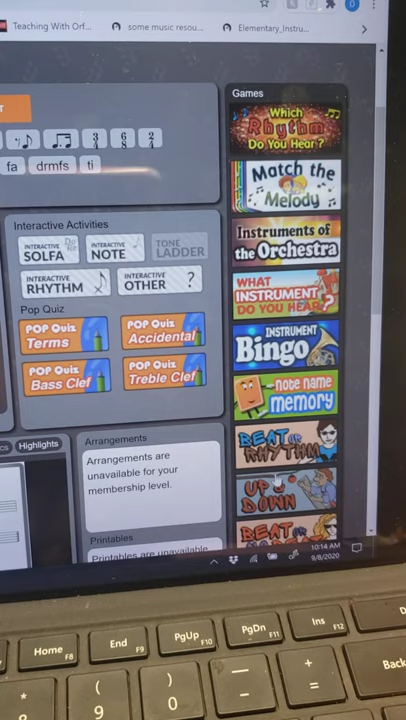 Teaching With Orf...
some music resou...
Elementary_Instru...
Games
Which
Rhythm
Do You Hear?
3
4
6
8
2
4
fa
drmfs
ti
Match the
Melody
Interactive Activities
INTERACTIVE
SOLFA
INTERACTIVE
NOTE
TONE
LADDER
INTERACTIVE
RHYTHM
INTERACTIVE
OTHER ?
Instruments of
the Orchestra
WHAT
INSTRUMENT
DO YOU HEAR?
Pop Quiz
POP QUIZ
Terms
POP QUIZ
Accidental
POP QUIZ
Bass Clef
POP QUIZ
Treble Clef
INSTRUMENT
Bingo
note name
memory
BEAT OR
RHYTHM
UP
DOWN
BEAT OR
Highlights
Arrangements
Arrangements are
unavailable for your
membership level.
Printables
Printables are unavailable
10:14 AM
9/8/2020
Home
F8
End
F9
PgUp
F10
PgDn
F11
Ins
F12
Back
*
(
9
)
0
_
-
+
=